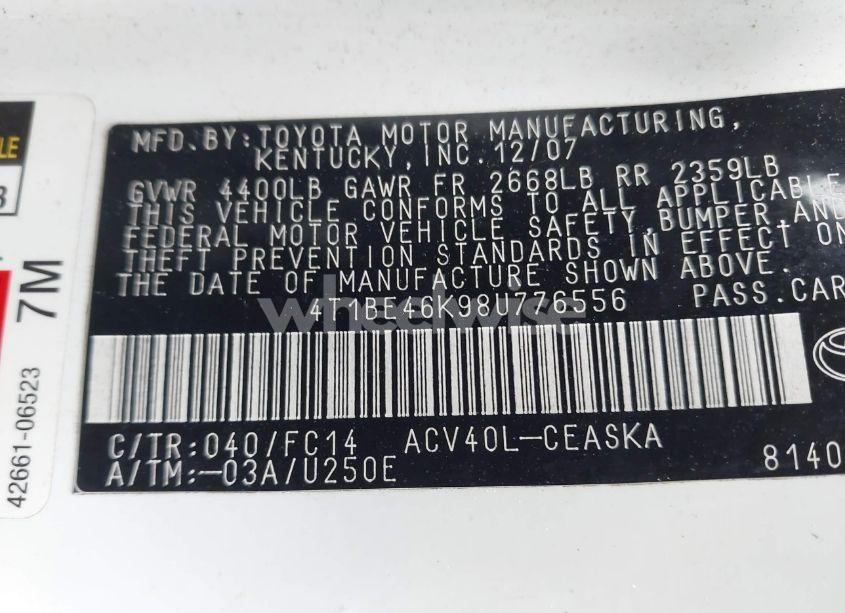 MFD.BY:TOYOTA MOTOR MANUFACTURING,
KENTUCKY,INC.12/07
GVWR 4400LB GAWR FR 2668LB RR 2359LB
THIS VEHICLE CONFORMS TO ALL APPLICABLE
FEDERAL MOTOR VEHICLE SAFETY,BUMPER,AND
THEFT PREVENTION STANDARDS IN EFFECT ON
THE DATE OF MANUFACTURE SHOWN ABOVE.
4T1BE46K98U776556 PASS.CAR
wheelwise
C/TR:040/FC14 ACV40L-CEASKA
A/TM:-03A/U250E 8140
7M
42661-06523